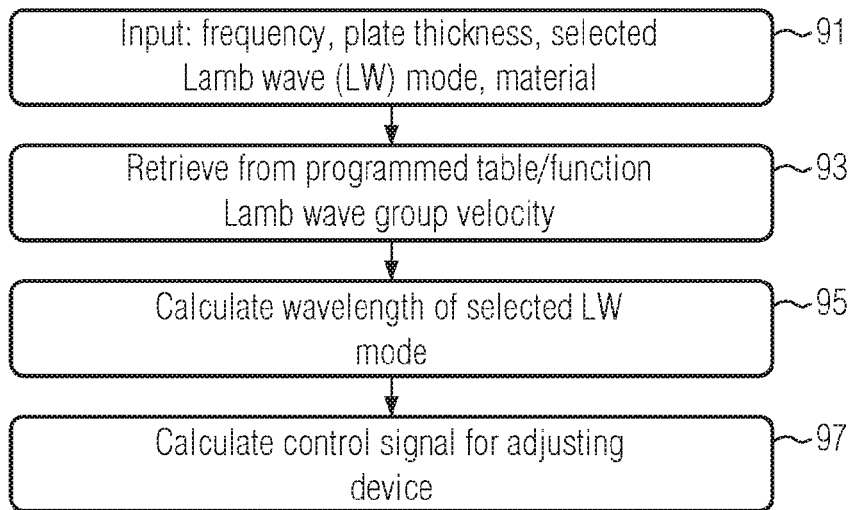 Input: frequency, plate thickness, selected
Lamb wave (LW) mode, material
91
Retrieve from programmed table/function
Lamb wave group velocity
93
Calculate wavelength of selected LW
mode
95
Calculate control signal for adjusting
device
97